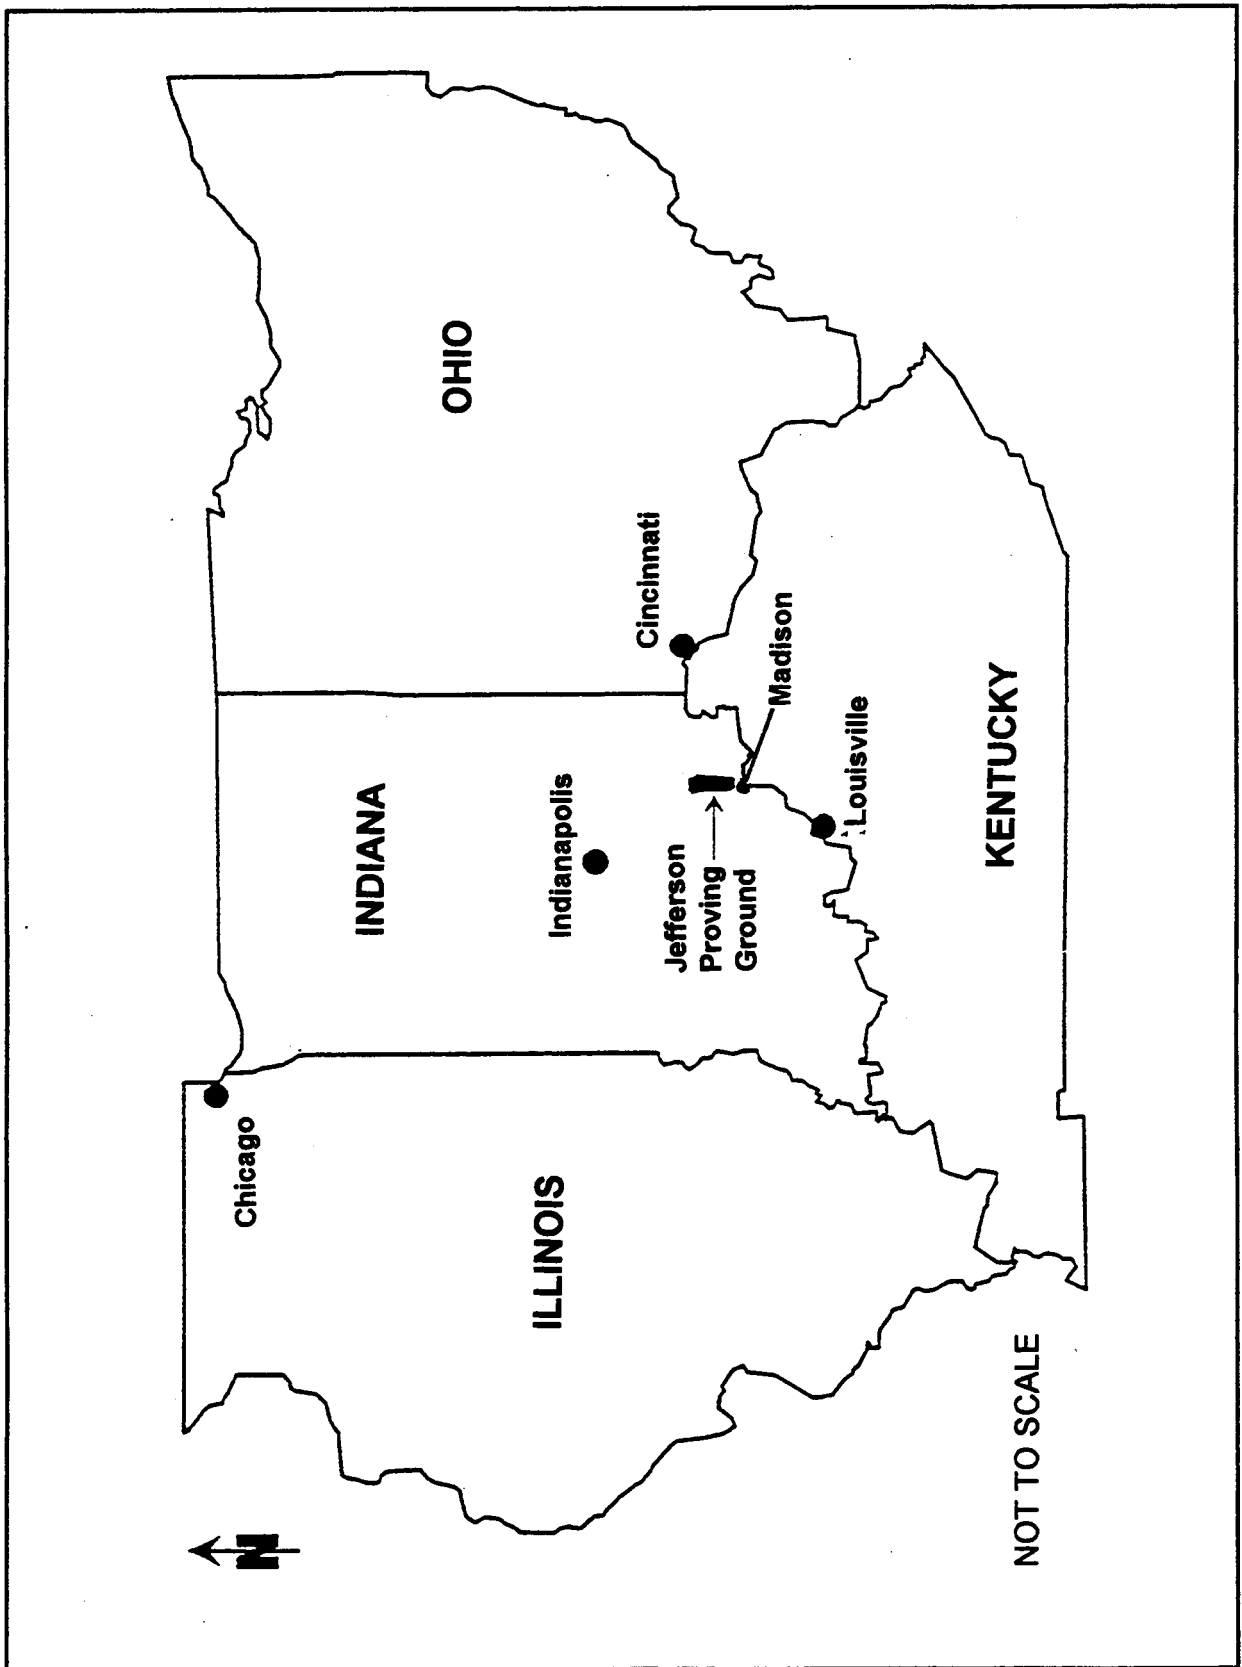 N
Chicago
ILLINOIS
INDIANA
Indianapolis
OHIO
Cincinnati
Jefferson
Proving
Ground
Madison
Louisville
KENTUCKY
NOT TO SCALE